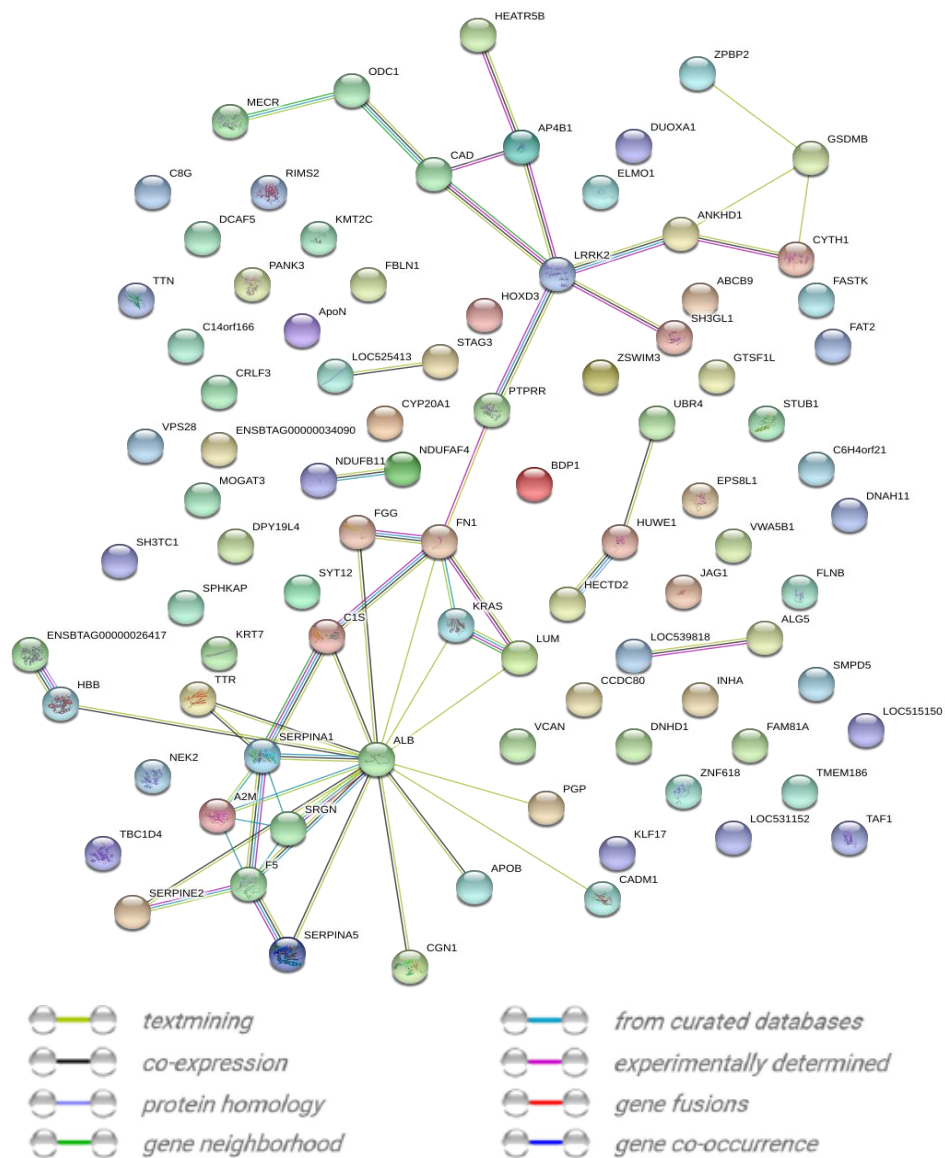 HEATR5B
ZPBP2
ODC1
MECR
AP4B1
DUOXA1
GSDMB
CAD
C8G
RIMS2
ELMO1
DCAF5
KMT2C
ANKHD1
CYTH1
LRRK2
PANK3
FBLN1
TTN
ABCB9
FASTK
HOXD3
ApoN
SH3GL1
C14orf166
STAG3
FAT2
LOC525413
ZSWIM3
GTSF1L
CRLF3
PTPRR
CYP20A1
UBR4
STUB1
VPS28
ENSBTAG00000034090
NDUFB11
NDUFAF4
BDP1
C6H4orf21
MOGAT3
EPS8L1
DNAH11
FGG
FN1
HUWE1
DPY19L4
VWA5B1
SH3TC1
SYT12
HECTD2
JAG1
FLNB
SPHKAP
C1S
KRAS
ENSBTAG00000026417
KRT7
LUM
LOC539818
ALG5
HBB
TTR
CCDC80
INHA
SMPD5
SERPINA1
ALB
VCAN
DNHD1
FAM81A
LOC515150
NEK2
A2M
SRGN
PGP
ZNF618
TMEM186
TBC1D4
F5
KLF17
LOC531152
TAF1
SERPINE2
APOB
CADM1
SERPINA5
CGN1
textmining
from curated databases
co-expression
experimentally determined
protein homology
gene fusions
gene neighborhood
gene co-occurrence